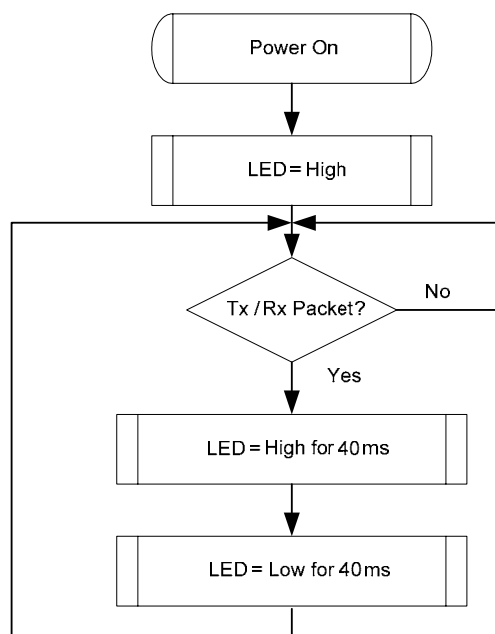 Power On
LED = High
Tx / Rx Packet?
No
Yes
LED = High for 40 ms
LED = Low for 40 ms